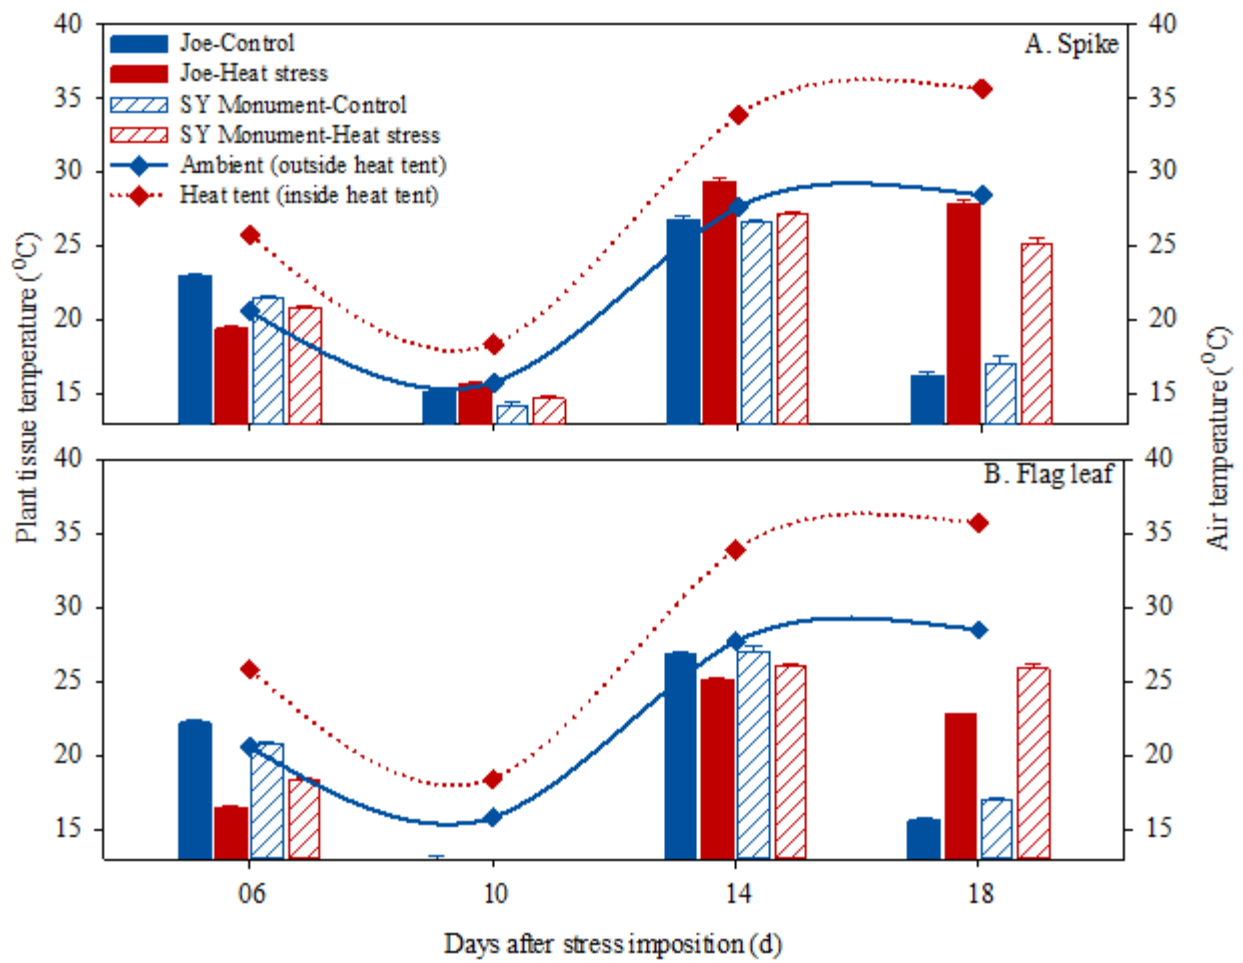 40
35
30
25
20
15
Joe-Control
Joe-Heat stress
SY Monument-Control
SY Monument-Heat stress
Ambient (outside heat tent)
Heat tent (inside heat tent)
A. Spike
40
35
30
25
20
15
40
35
30
25
20
15
B. Flag leaf
40
35
30
25
20
15
Plant tissue temperature (⁰C)
Air temperature (⁰C)
06 10 14 18
Days after stress imposition (d)